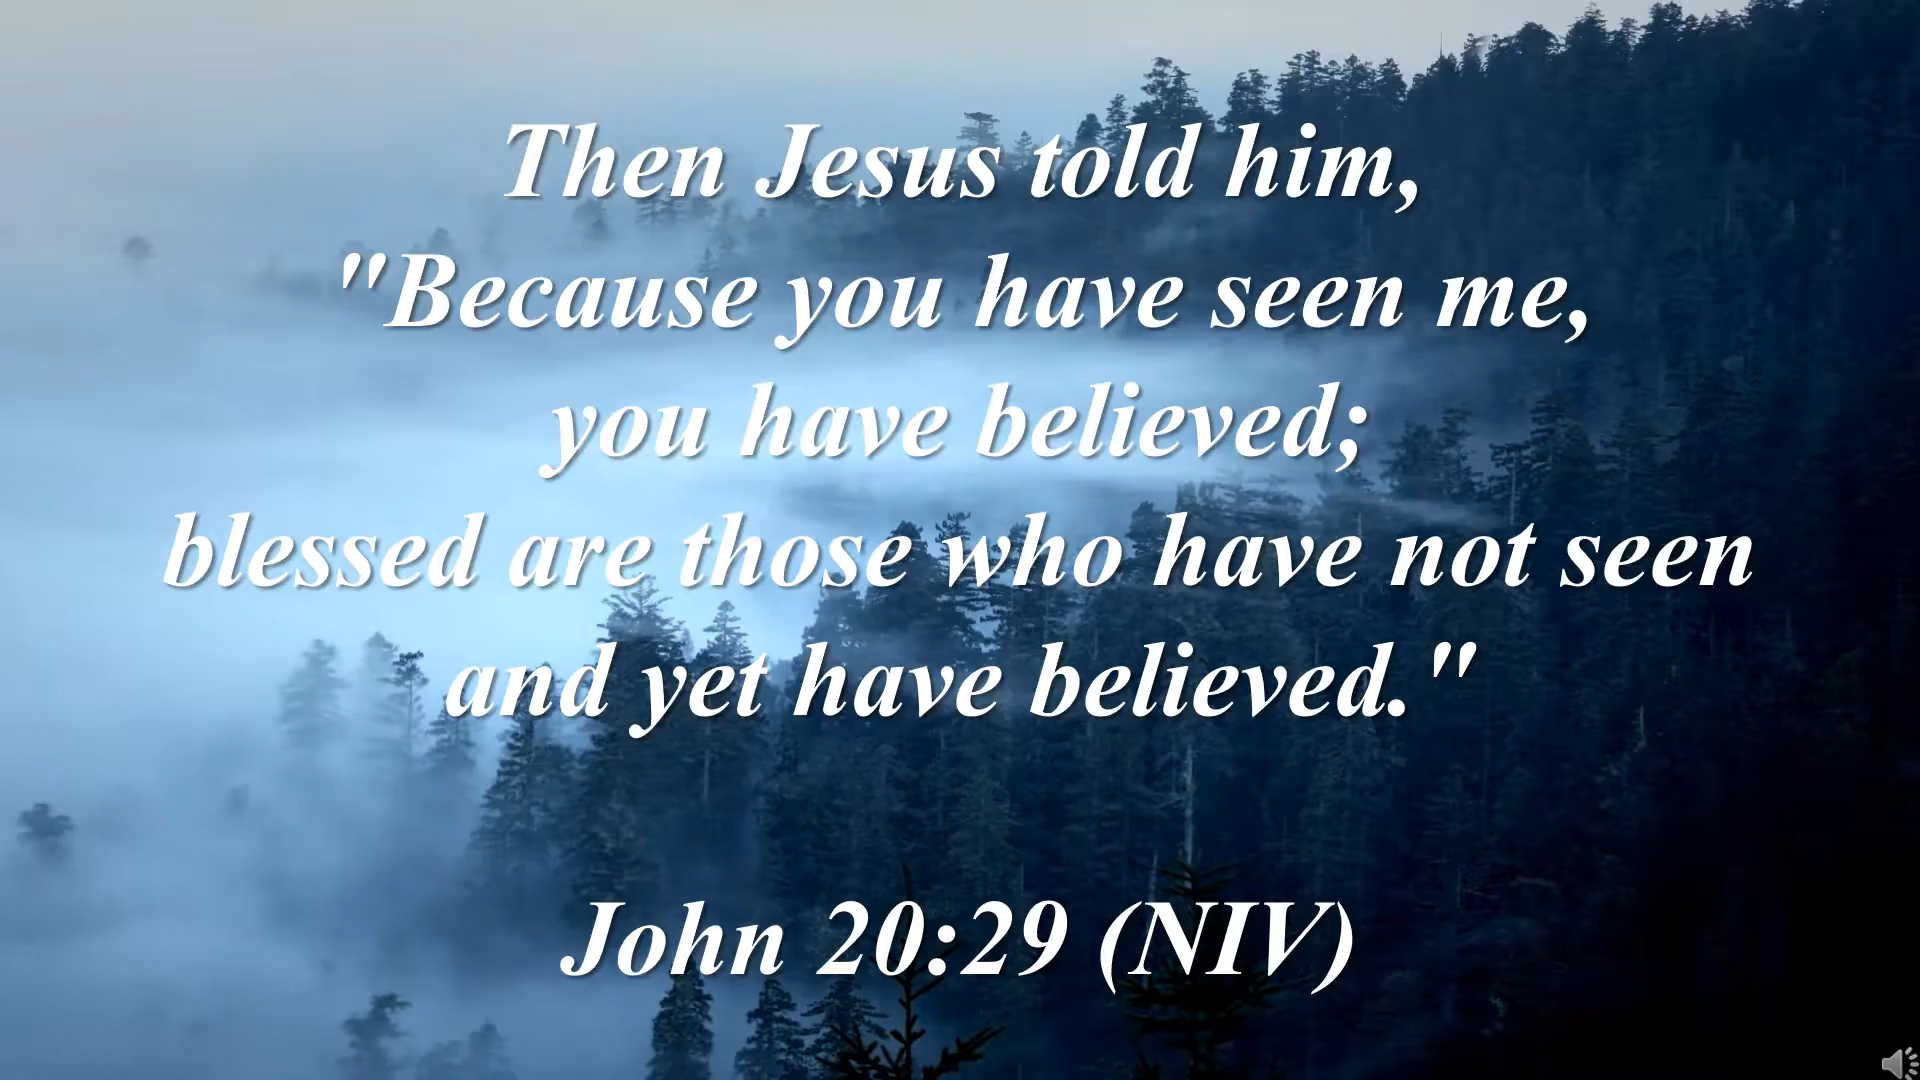 Then Jesus told him,
"Because you have seen me,
you have believed;
blessed are those who have not seen
and yet have believed."
John 20:29 (NIV)